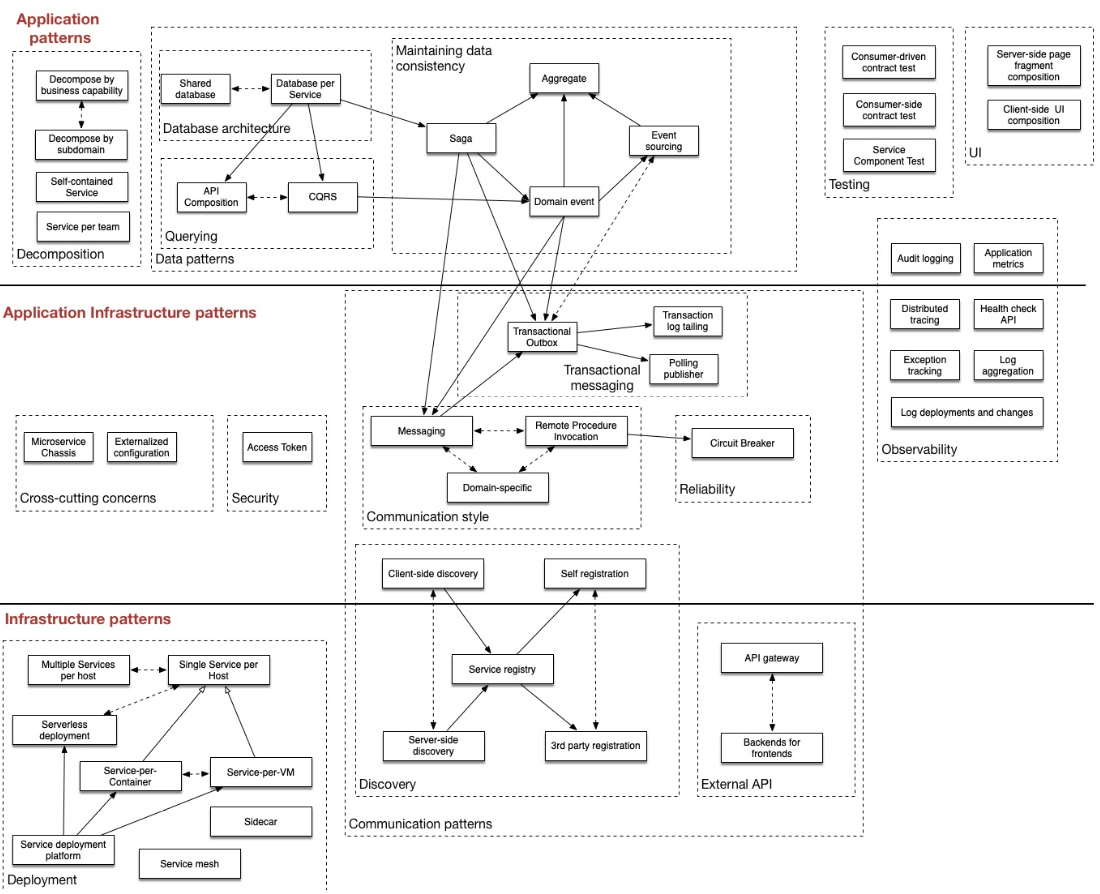 Application
patterns
Decompose by
business capability
Decompose by
subdomain
Self-contained
Service
Service per team
Decomposition
Shared
database
Database per
Service
Database architecture
API
Composition
CQRS
Querying
Data patterns
Maintaining data
consistency
Aggregate
Saga
Event
sourcing
Domain event
Consumer-driven
contract test
Consumer-side
contract test
Service
Component Test
Testing
Server-side page
fragment
composition
Client-side UI
composition
UI
Audit logging
Application
metrics
Distributed
tracing
Health check
API
Exception
tracking
Log
aggregation
Log deployments and changes
Observability
Application Infrastructure patterns
Transactional
Outbox
Transaction
log tailing
Polling
publisher
Transactional
messaging
Microservice
Chassis
Externalized
configuration
Cross-cutting concerns
Access Token
Security
Messaging
Remote Procedure
Invocation
Domain-specific
Communication style
Circuit Breaker
Reliability
Client-side discovery
Self registration
Service registry
Server-side
discovery
3rd party registration
Discovery
API gateway
Backends for
frontends
External API
Communication patterns
Infrastructure patterns
Multiple Services
per host
Single Service per
Host
Serverless
deployment
Service-per-
Container
Service-per-VM
Sidecar
Service deployment
platform
Service mesh
Deployment